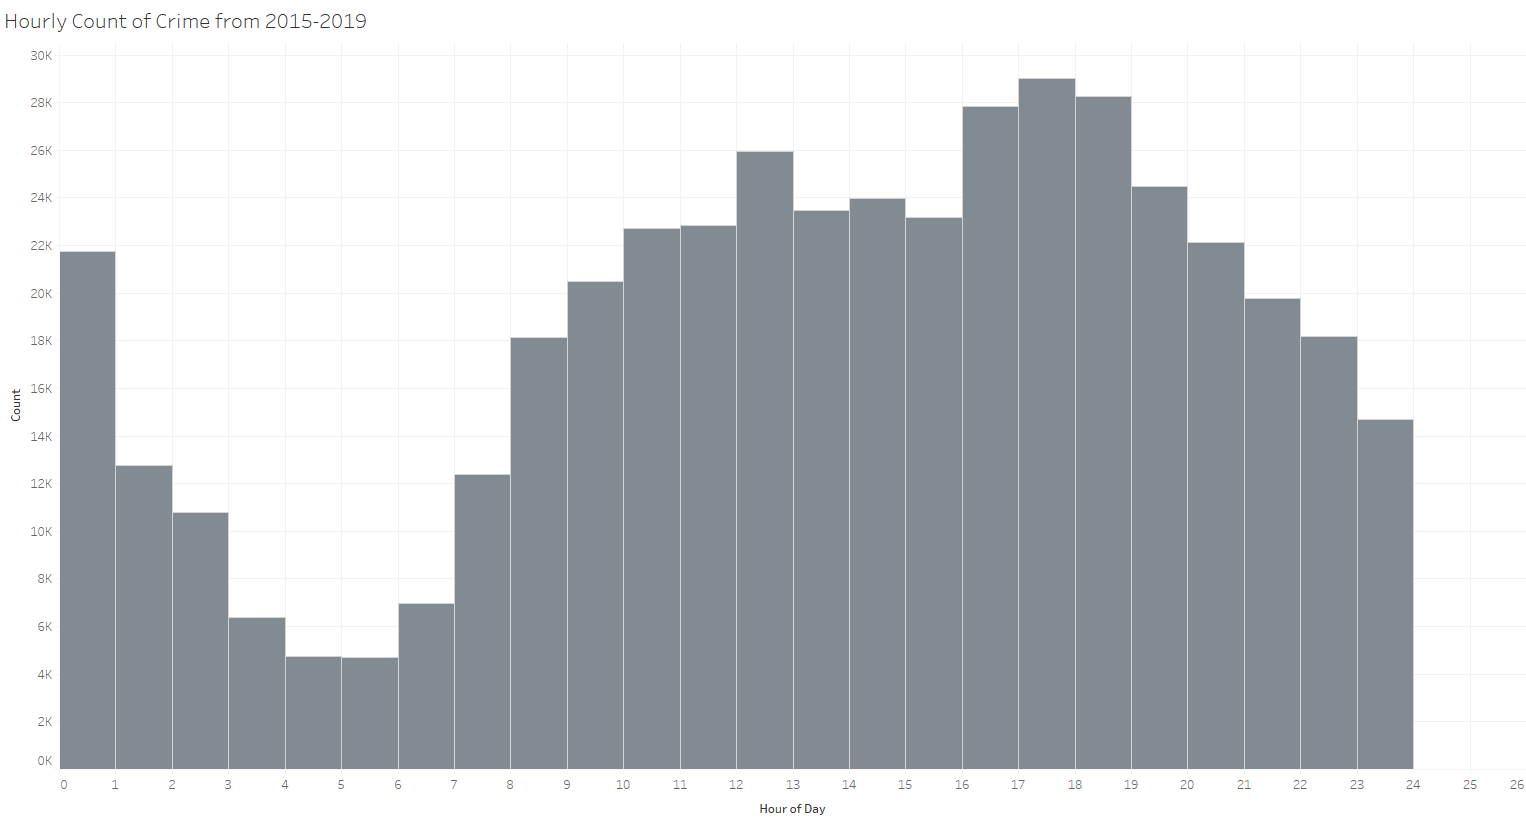 Hourly Count of Crime from 2015-2019
30K
28K
26K
24K
22K
20K
18K
16K
14K
12K
10K
8K
6K
4K
2K
0K
Count
0 1 2 3 4 5 6 7 8 9 10 11 12 13 14 15 16 17 18 19 20 21 22 23 24 25 26
Hour of Day